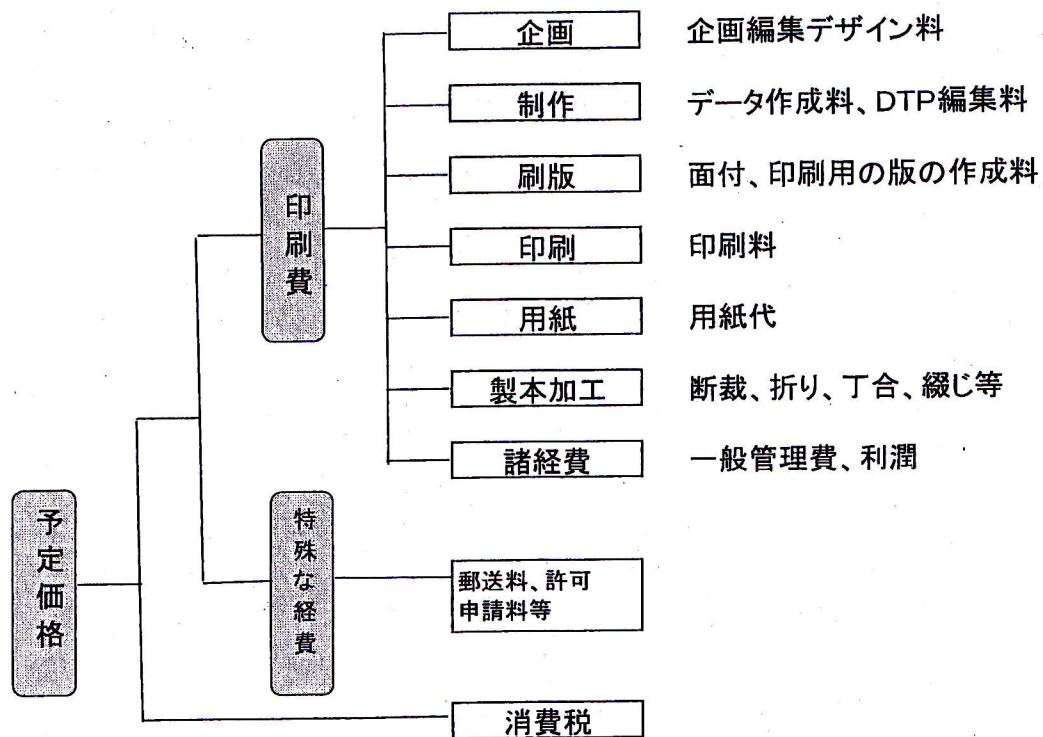 企画 企画編集デザイン料
制作 データ作成料、DTP編集料
刷版 面付、印刷用の版の作成料
印刷費
印刷 印刷料
用紙 用紙代
製本加工 断裁、折り、丁合、綴じ等
諸経費 一般管理費、利潤
予定価格
特殊な経費
郵送料、許可
申請料等
消費税